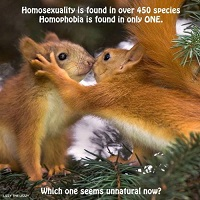 Homosexuality is found in over 450 species
Homophobia is found in only ONE.
Which one seems unnatural now?